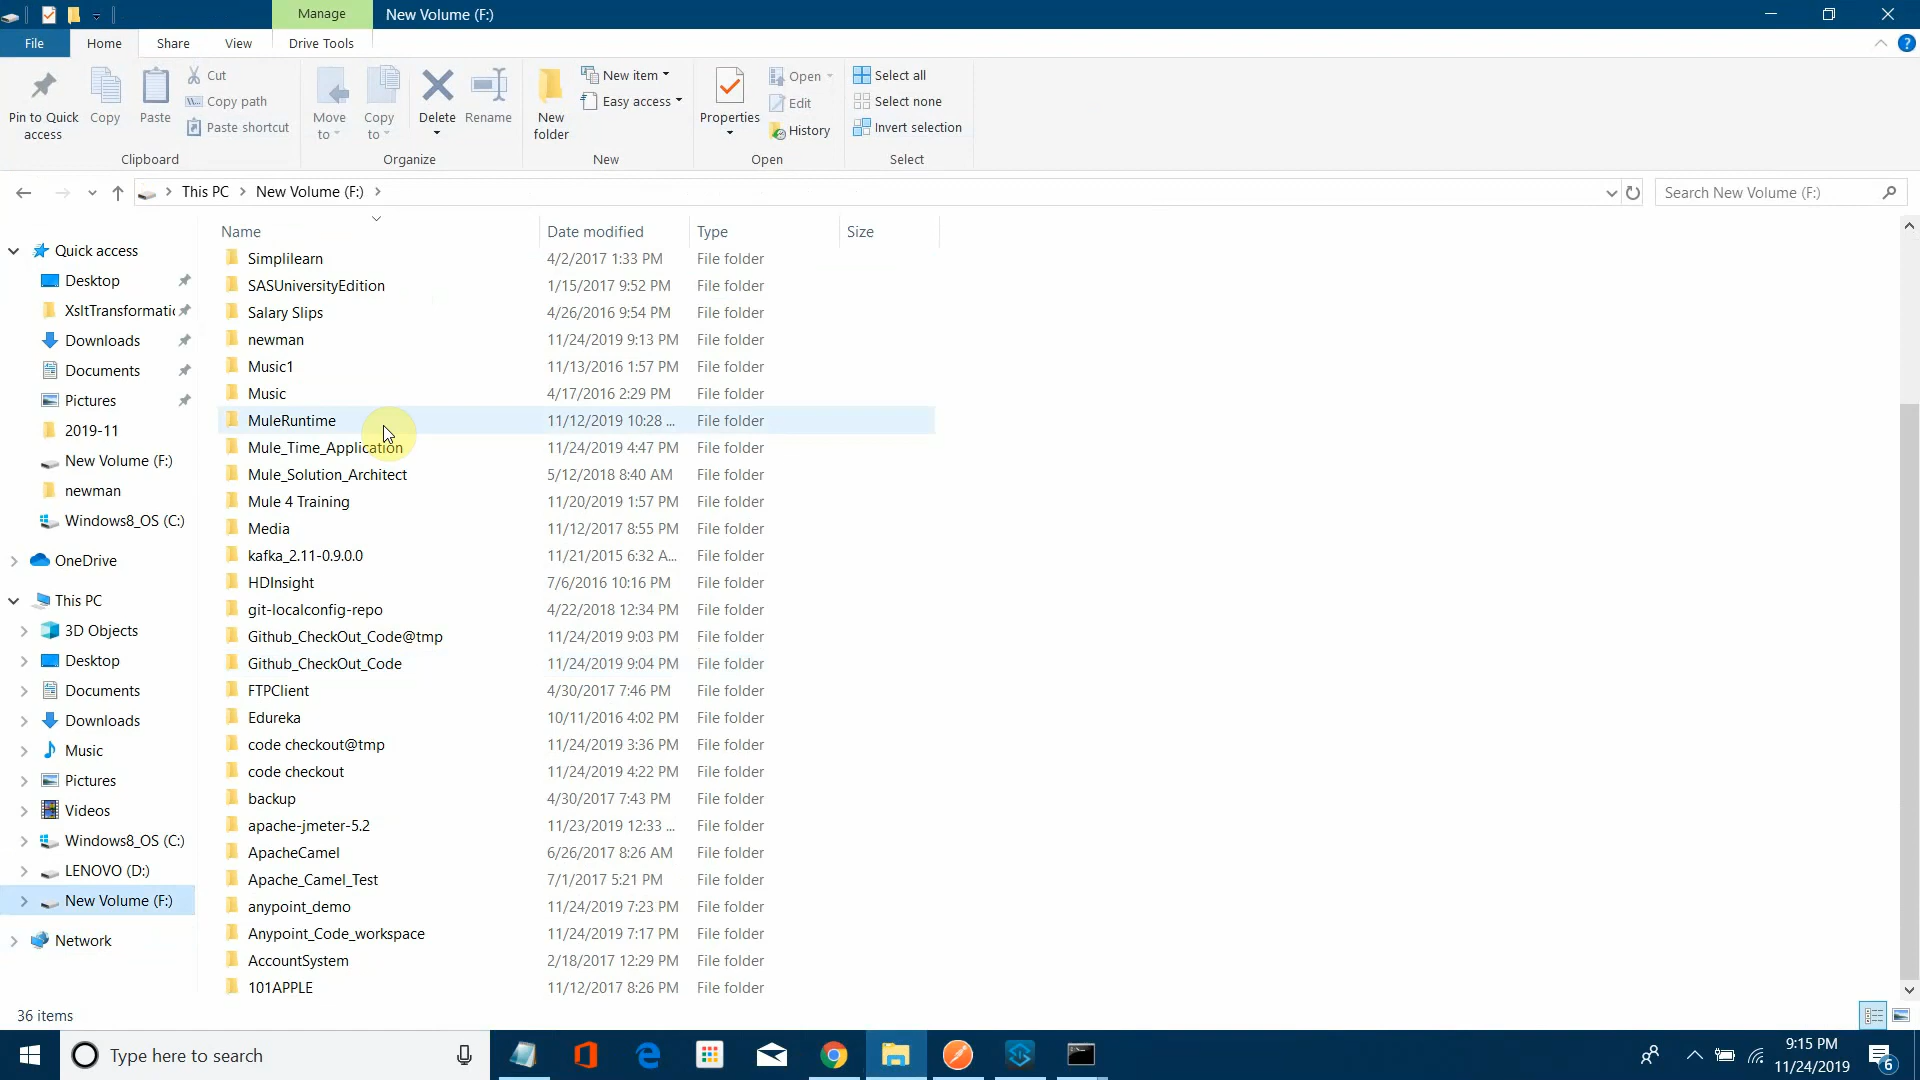 Manage
New Volume (F:)
File
Home
Share
View
Drive Tools
Pin to Quick
access
Copy
Paste
Cut
Copy path
Paste shortcut
Clipboard
Move
to
Copy
to
Delete
Rename
Organize
New
folder
New item
Easy access
New
Properties
Open
Edit
History
Open
Select all
Select none
Invert selection
Select
This PC
New Volume (F:)
Search New Volume (F:)
Name Date modified Type Size
Quick access
Desktop
XsltTransformatic
Downloads
Documents
Pictures
2019-11
New Volume (F:)
newman
Windows8_OS (C:)
OneDrive
This PC
3D Objects
Desktop
Documents
Downloads
Music
Pictures
Videos
Windows8_OS (C:)
LENOVO (D:)
New Volume (F:)
Network
Simplilearn 4/2/2017 1:33 PM File folder
SASUniversityEdition 1/15/2017 9:52 PM File folder
Salary Slips 4/26/2016 9:54 PM File folder
newman 11/24/2019 9:13 PM File folder
Music1 11/13/2016 1:57 PM File folder
Music 4/17/2016 2:29 PM File folder
MuleRuntime 11/12/2019 10:28 ... File folder
Mule_Time_Application 11/24/2019 4:47 PM File folder
Mule_Solution_Architect 5/12/2018 8:40 AM File folder
Mule 4 Training 11/20/2019 1:57 PM File folder
Media 11/12/2017 8:55 PM File folder
kafka_2.11-0.9.0.0 11/21/2015 6:32 A... File folder
HDInsight 7/6/2016 10:16 PM File folder
git-localconfig-repo 4/22/2018 12:34 PM File folder
Github_CheckOut_Code@tmp 11/24/2019 9:03 PM File folder
Github_CheckOut_Code 11/24/2019 9:04 PM File folder
FTPClient 4/30/2017 7:46 PM File folder
Edureka 10/11/2016 4:02 PM File folder
code checkout@tmp 11/24/2019 3:36 PM File folder
code checkout 11/24/2019 4:22 PM File folder
backup 4/30/2017 7:43 PM File folder
apache-jmeter-5.2 11/23/2019 12:33 ... File folder
ApacheCamel 6/26/2017 8:26 AM File folder
Apache_Camel_Test 7/1/2017 5:21 PM File folder
anypoint_demo 11/24/2019 7:23 PM File folder
Anypoint_Code_workspace 11/24/2019 7:17 PM File folder
AccountSystem 2/18/2017 12:29 PM File folder
101APPLE 11/12/2017 8:26 PM File folder
36 items
Type here to search
9:15 PM
11/24/2019
6